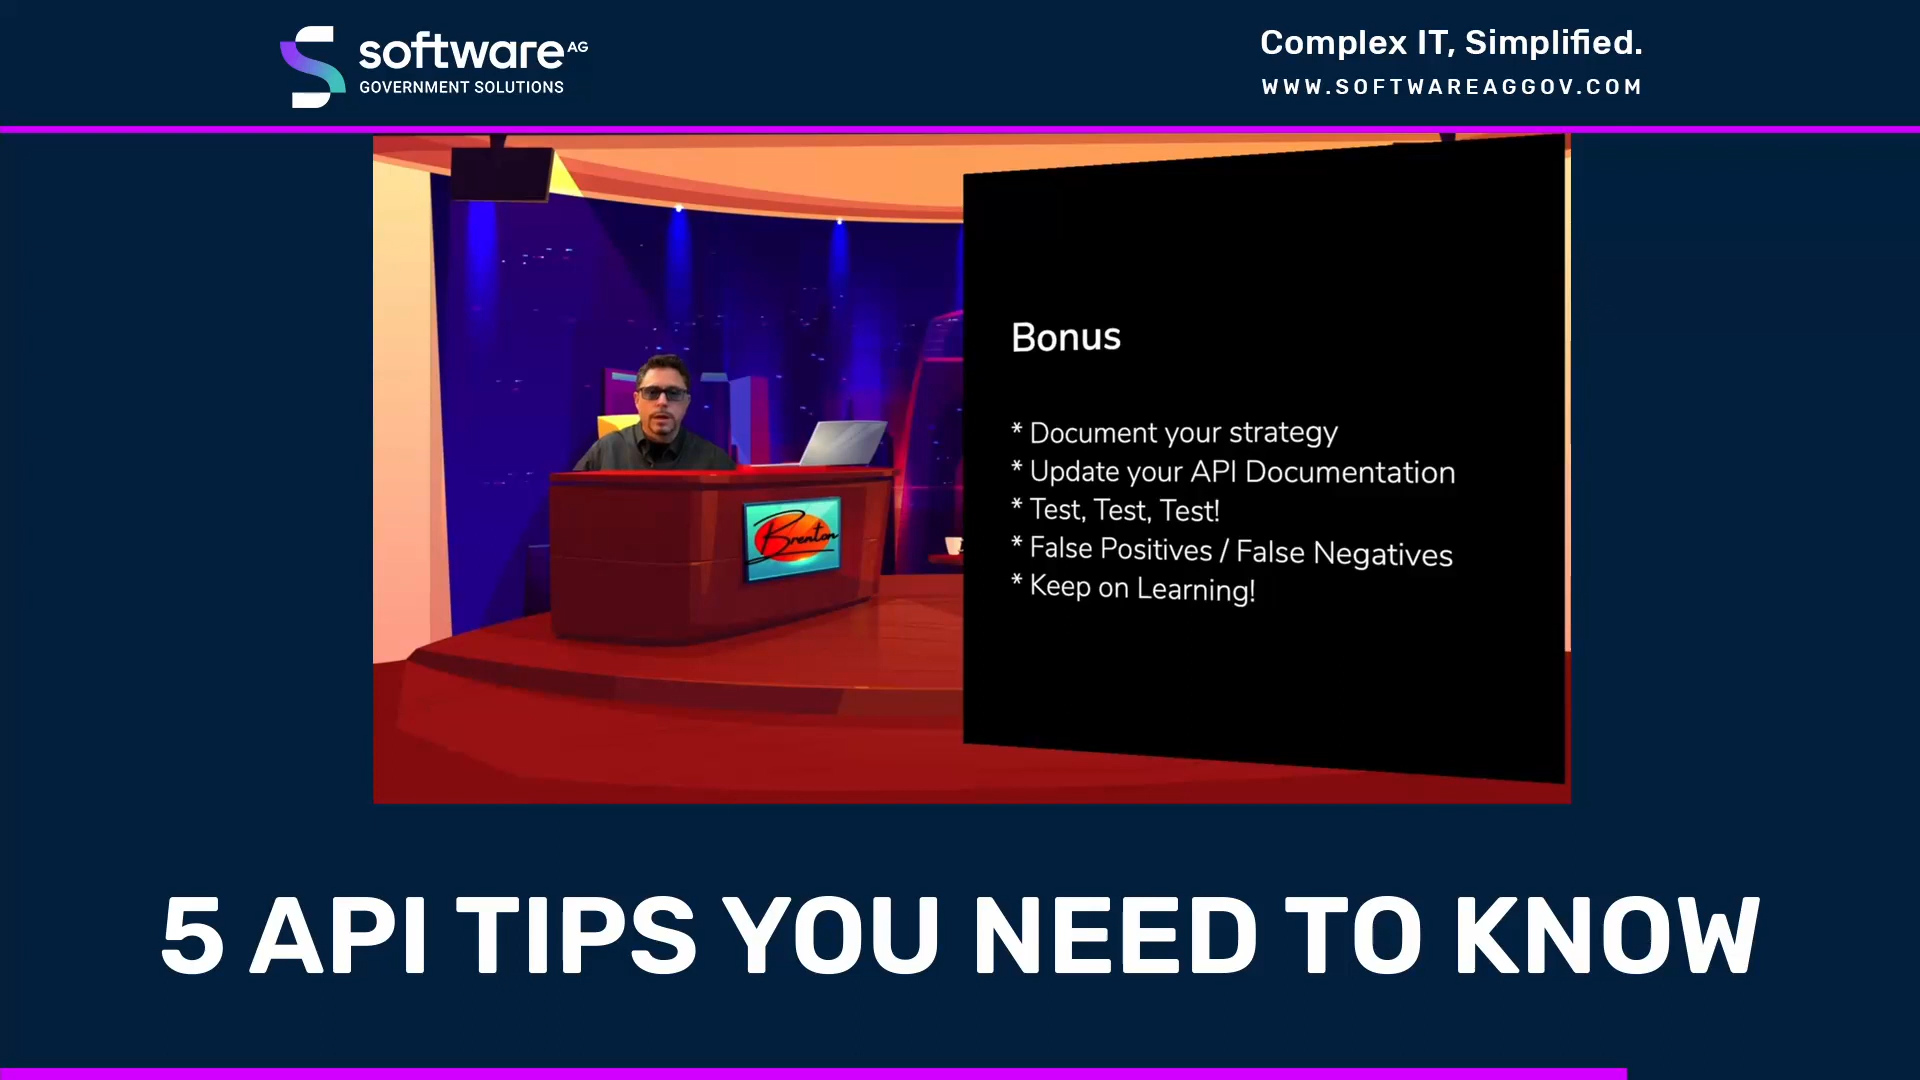 software AG
GOVERNMENT SOLUTIONS
Complex IT, Simplified.
WWW.SOFTWAREAGGOV.COM
Brenton
Bonus
* Document your strategy
* Update your API Documentation
* Test, Test, Test!
* False Positives / False Negatives
* Keep on Learning!
5 API TIPS YOU NEED TO KNOW